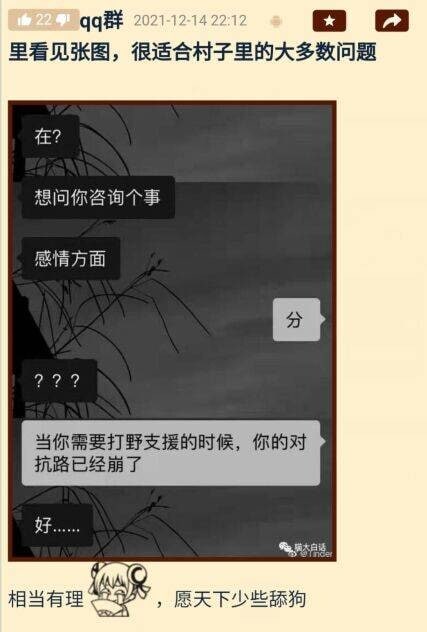 22
qq群 2021-12-14 22:12
里看见张图，很适合村子里的大多数问题
在？
想问你咨询个事
感情方面
分
？？？
当你需要打野支援的时候，你的对
抗路已经崩了
好……
猫大白话
@Tinder
相当有理，愿天下少些舔狗